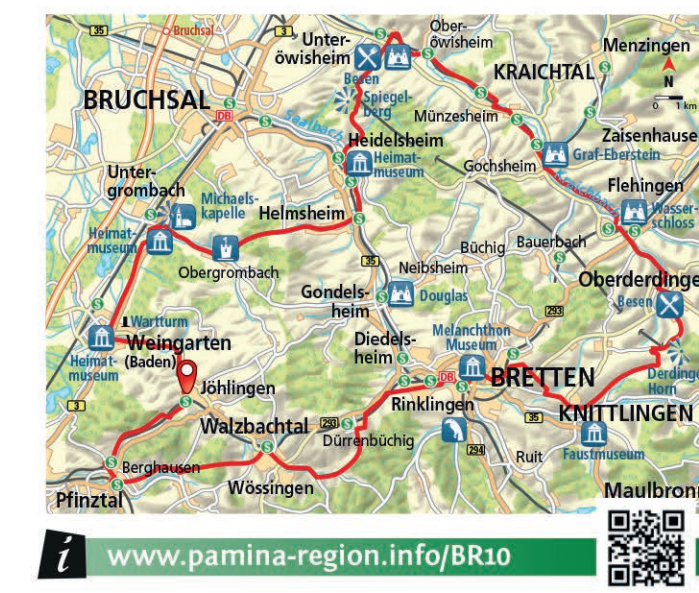 35
Bruchsal
3
Unter-
öwisheim
Ober-
öwisheim
Menzingen
N
0 1 km
BRUCHSAL
DB
Besen
Spiegel-
berg
KRAICHTAL
Saalbach
Münzesheim
Heidelsheim
Heimat-
museum
Zaisenhause
Graf-Eberstein
Gochsheim
Kraichbach
Flehingen
Wasser-
schloss
Unter-
grombach
Michaels-
kapelle
Helmsheim
Heimat-
museum
Obergrombach
35
Büchig
Bauerbach
Neibsheim
Gondels-
heim
Douglas
Oberderdinge
Besen
293
Wartturm
Weingarten
(Baden)
Heimat-
museum
Diedels-
heim
Melanchthon
Museum
Derdinge
Horn
Jöhlingen
DB
BRETTEN
3
Rinklingen
35
KNITTLINGEN
Walzbachtal
293
Dürrenbüchig
294
Ruit
Faustmuseum
Berghausen
Wössingen
Pfinztal
Maulbron
i www.pamina-region.info/BR10